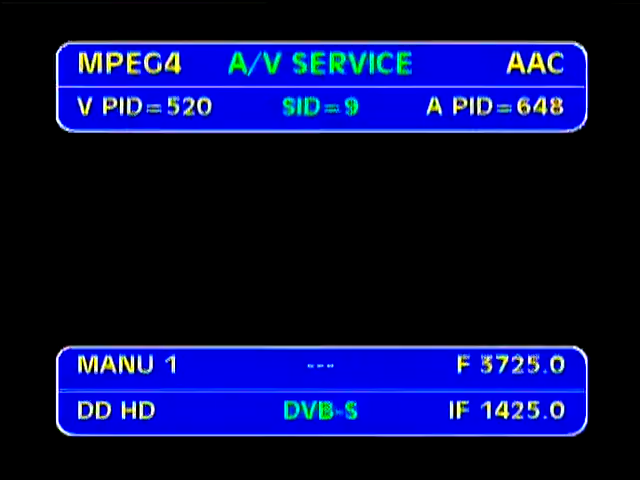 MPEG4 A/V SERVICE AAC
V PID=520 SID=9 A PID=648
MANU 1 --- F 3725.0
DD HD DVB-S IF 1425.0